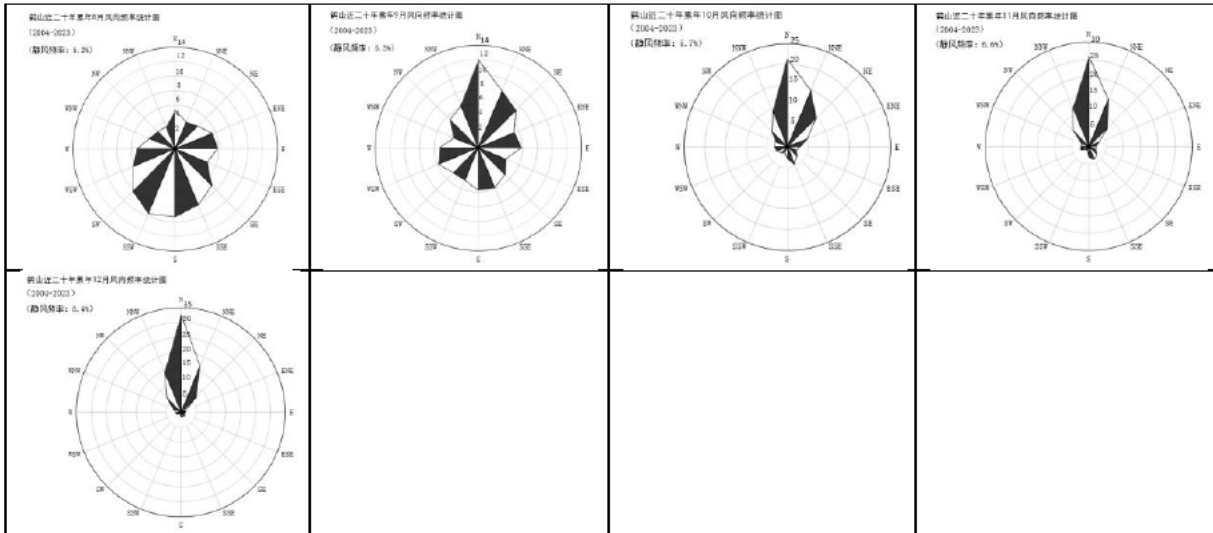 鹤山近二十年累年8月风向频率统计图
(2004-2023)
(静风频率: 5.2%)
N
NNE
NE
ENE
E
ESE
SE
SSE
S
SSW
SW
WSW
W
WNW
NW
NNW
14
12
10
8
6
鹤山近二十年累年9月风向频率统计图
(2004-2023)
(静风频率: 5.3%)
N
NNE
NE
ENE
E
ESE
SE
SSE
S
SSW
SW
WSW
W
WNW
NW
NNW
14
12
10
8
6
4
2
鹤山近二十年累年10月风向频率统计图
(2004-2023)
(静风频率: 5.7%)
N
NNE
NE
ENE
E
ESE
SE
SSE
S
SSW
SW
WSW
W
WNW
NW
NNW
25
20
15
10
5
鹤山近二十年累年11月风向频率统计图
(2004-2023)
(静风频率: 6.6%)
N
NNE
NE
ENE
E
ESE
SE
SSE
S
SSW
SW
WSW
W
WNW
NW
NNW
30
25
20
15
10
5
鹤山近二十年累年12月风向频率统计图
(2004-2023)
(静风频率: 6.4%)
N
NNE
NE
ENE
E
ESE
SE
SSE
S
SSW
SW
WSW
W
WNW
NW
NNW
35
30
25
20
15
10
5